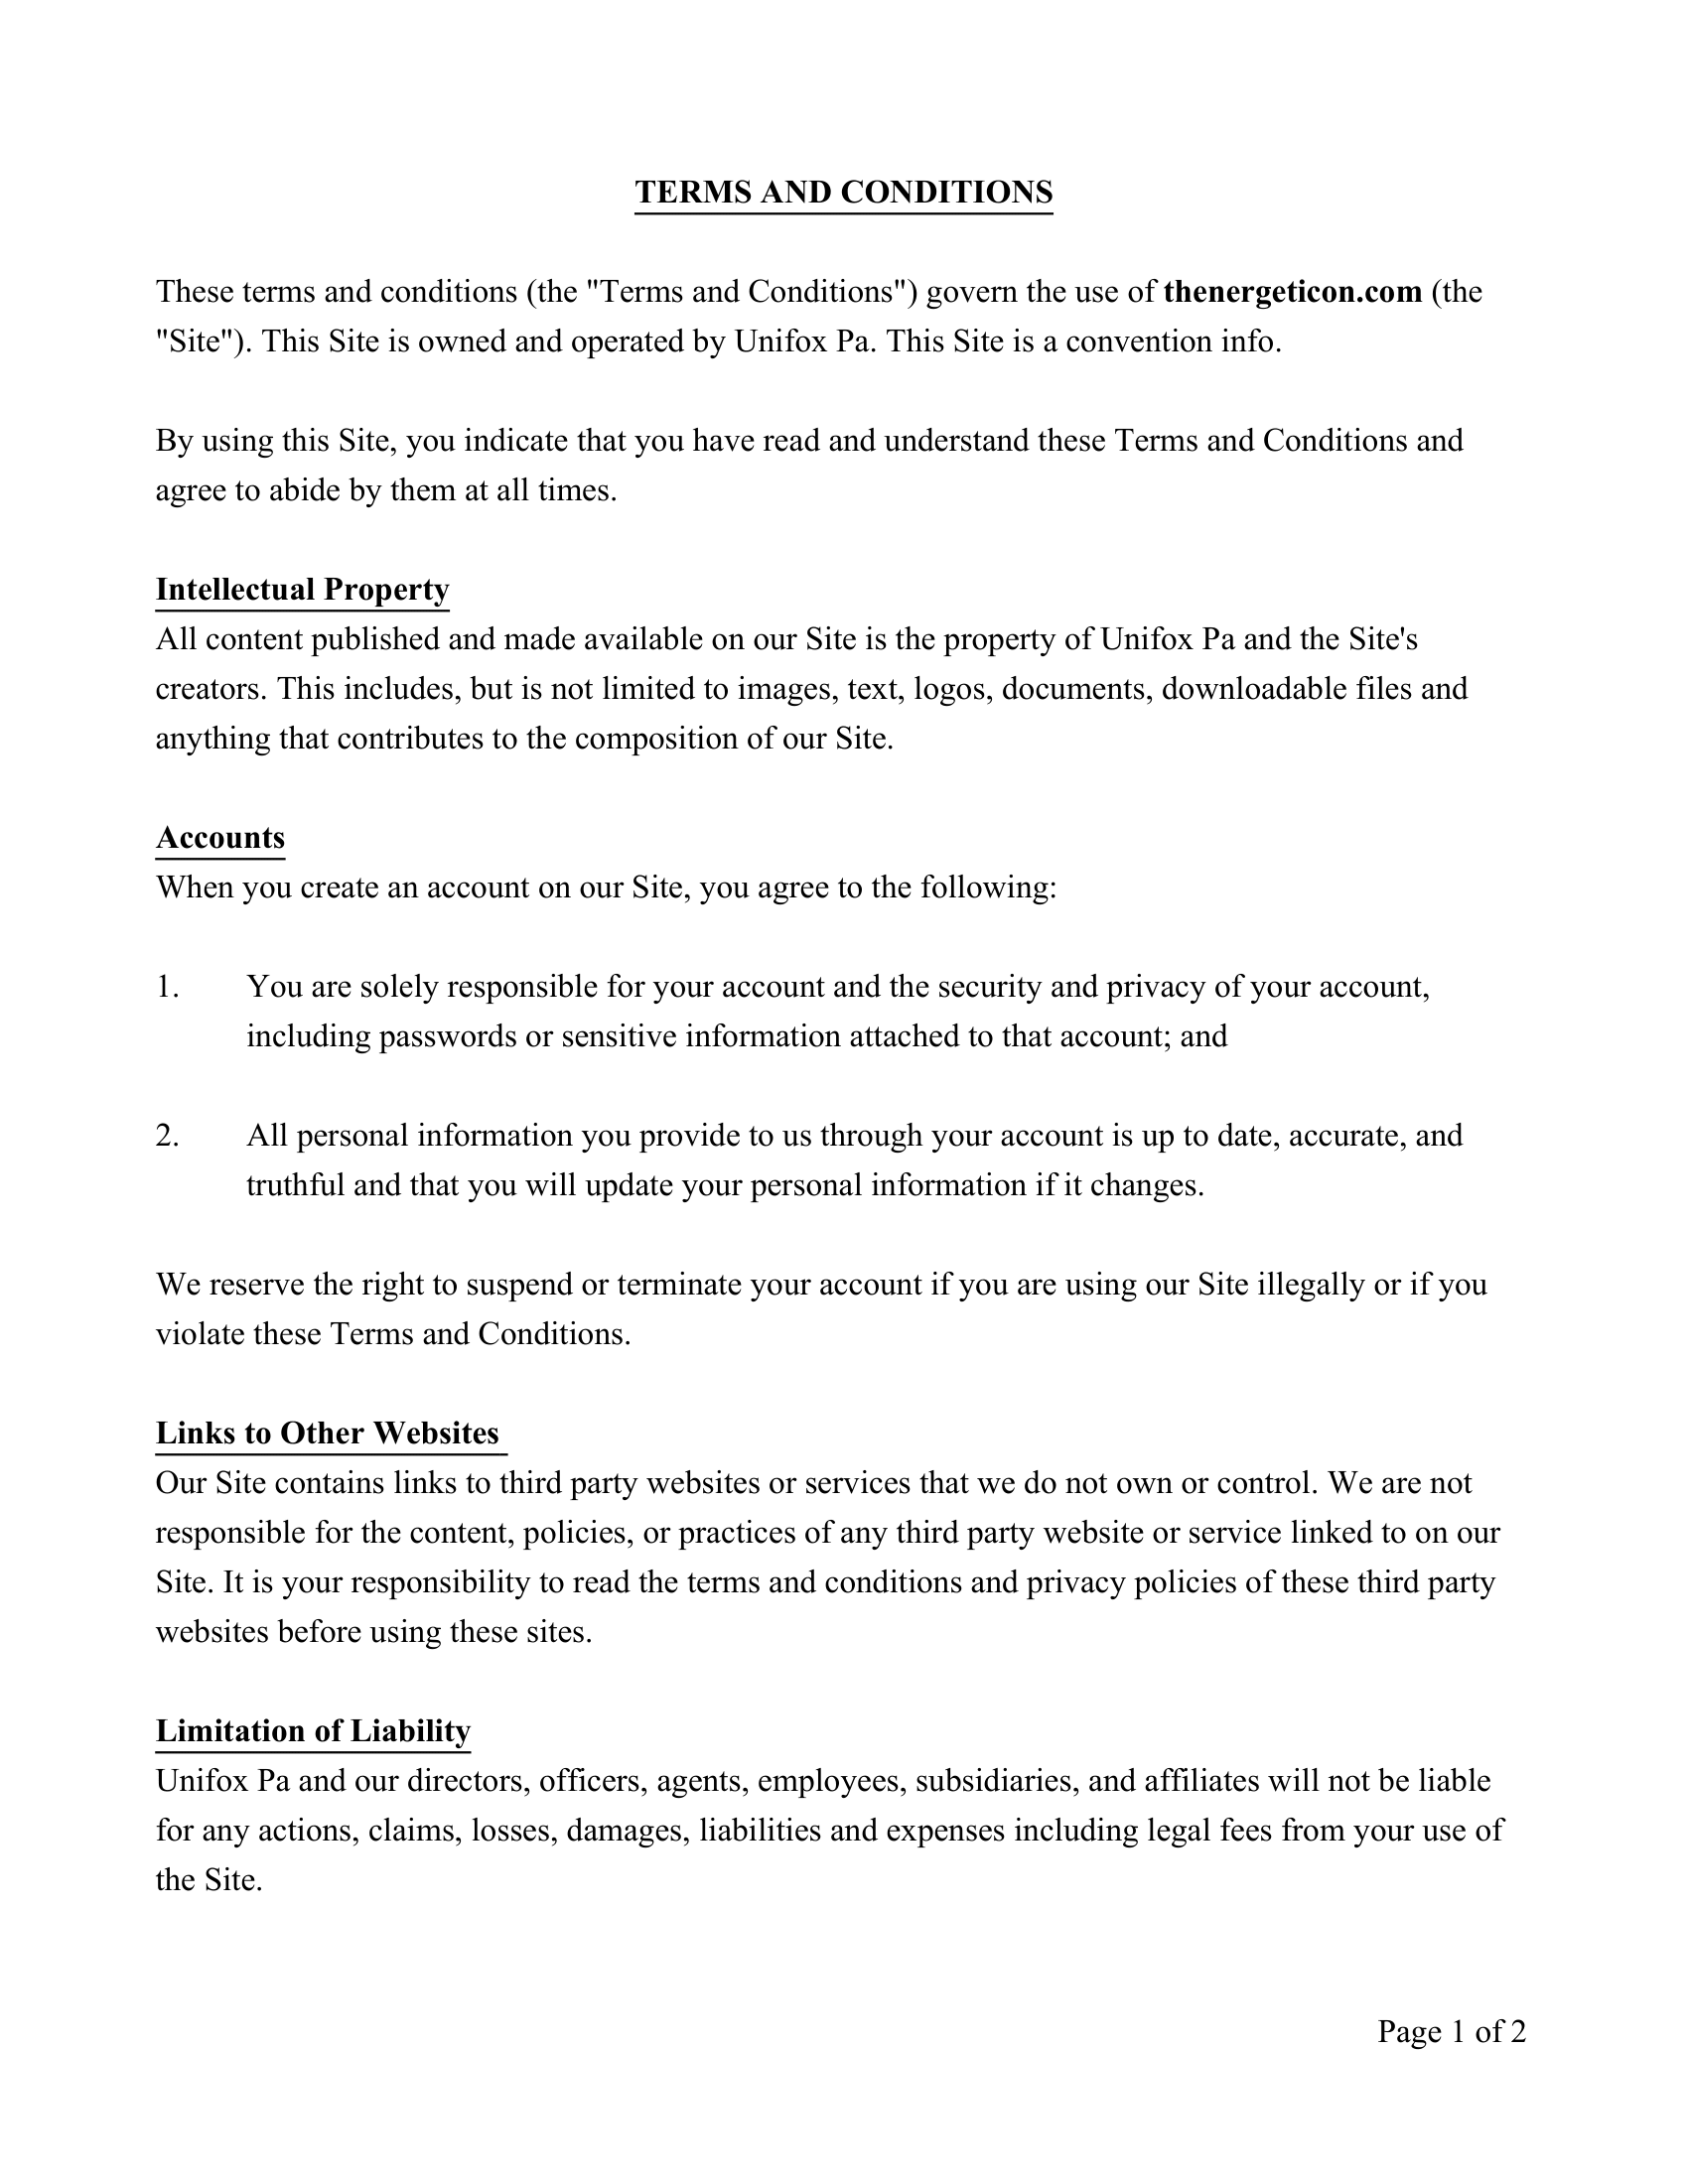 TERMS AND CONDITIONS
These terms and conditions (the "Terms and Conditions") govern the use of thenergeticon.com (the
"Site"). This Site is owned and operated by Unifox Pa. This Site is a convention info.
By using this Site, you indicate that you have read and understand these Terms and Conditions and
agree to abide by them at all times.
Intellectual Property
All content published and made available on our Site is the property of Unifox Pa and the Site's
creators. This includes, but is not limited to images, text, logos, documents, downloadable files and
anything that contributes to the composition of our Site.
Accounts
When you create an account on our Site, you agree to the following:
1. You are solely responsible for your account and the security and privacy of your account,
including passwords or sensitive information attached to that account; and
2. All personal information you provide to us through your account is up to date, accurate, and
truthful and that you will update your personal information if it changes.
We reserve the right to suspend or terminate your account if you are using our Site illegally or if you
violate these Terms and Conditions.
Links to Other Websites
Our Site contains links to third party websites or services that we do not own or control. We are not
responsible for the content, policies, or practices of any third party website or service linked to on our
Site. It is your responsibility to read the terms and conditions and privacy policies of these third party
websites before using these sites.
Limitation of Liability
Unifox Pa and our directors, officers, agents, employees, subsidiaries, and affiliates will not be liable
for any actions, claims, losses, damages, liabilities and expenses including legal fees from your use of
the Site.
Page 1 of 2